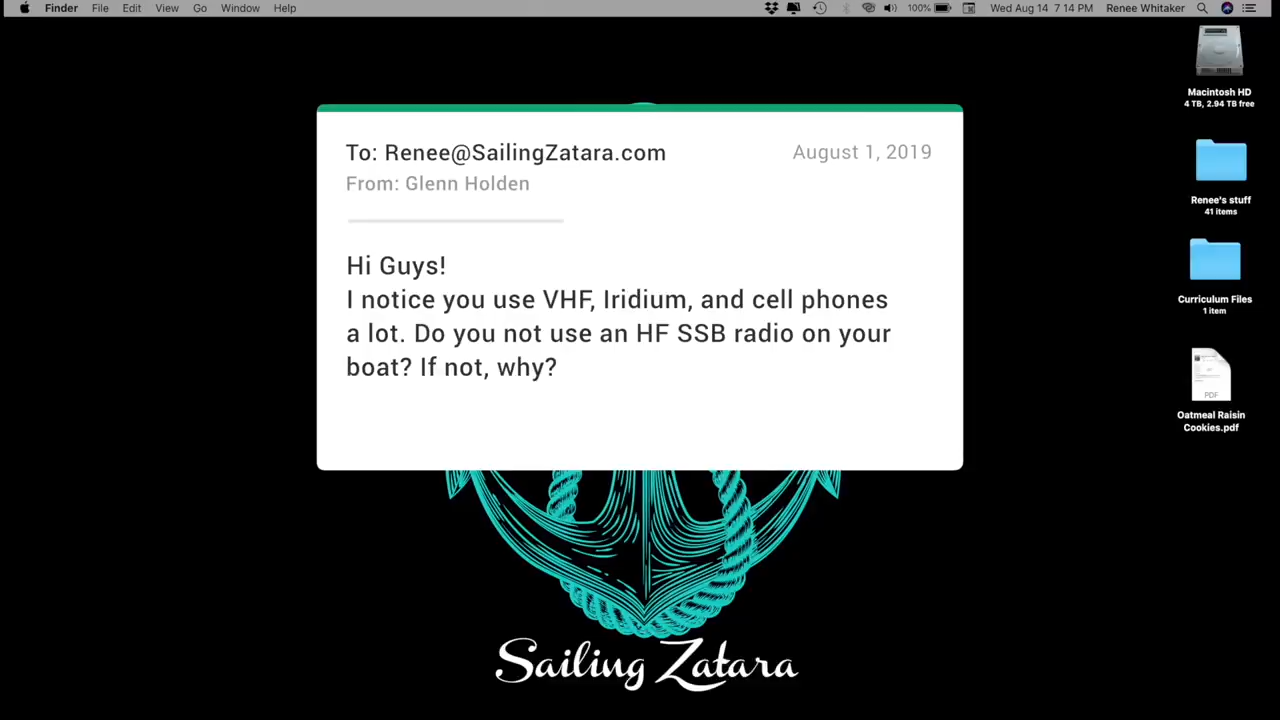 Finder File Edit View Go Window Help 100% Wed Aug 14 7:14 PM Renee Whitaker
Macintosh HD
4 TB, 2.94 TB free
To: Renee@SailingZatara.com August 1, 2019
From: Glenn Holden
Renee's stuff
41 items
Hi Guys!
I notice you use VHF, Iridium, and cell phones
a lot. Do you not use an HF SSB radio on your
boat? If not, why?
Curriculum Files
1 item
PDF
Oatmeal Raisin
Cookies.pdf
Sailing Zatara